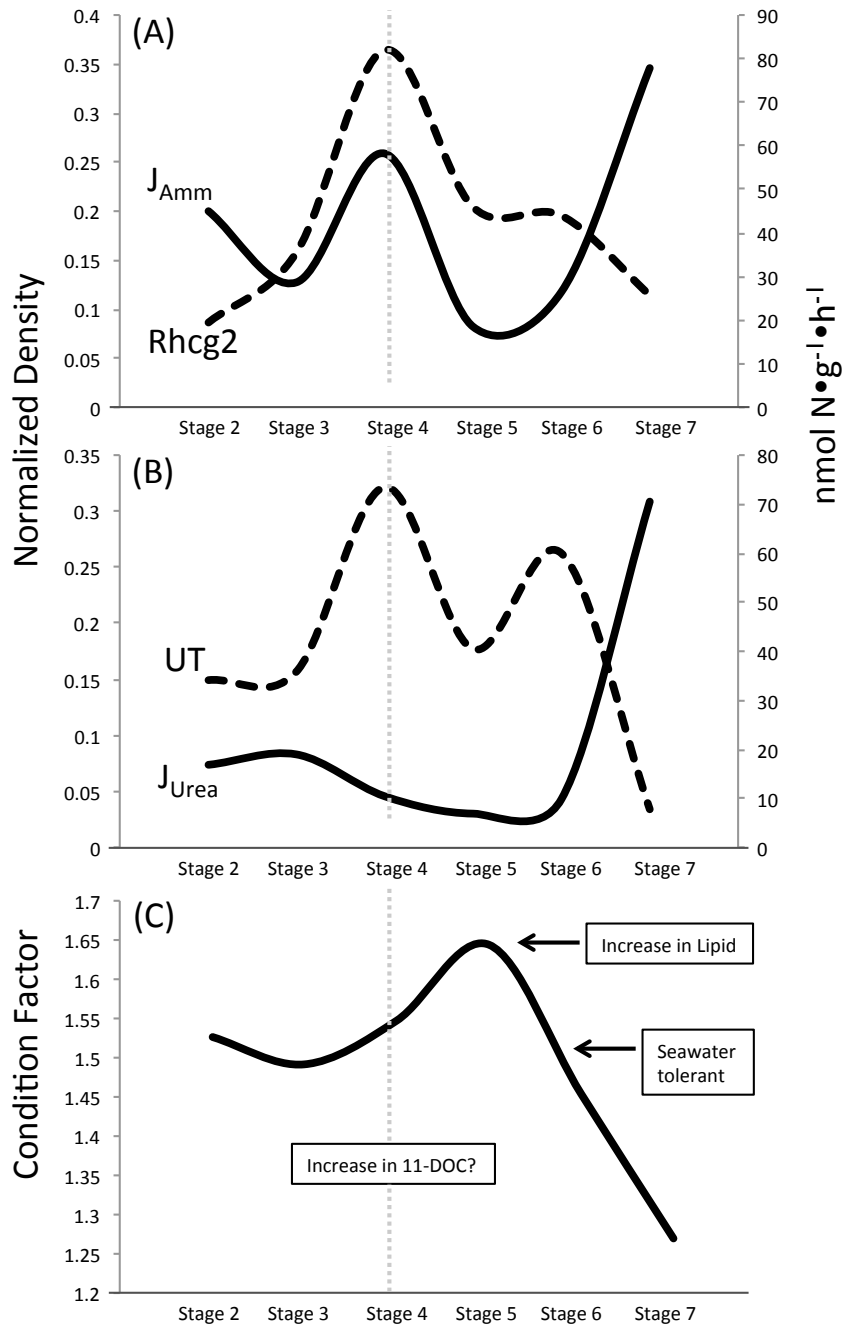 (A)
0.4
0.35
0.3
0.25
0.2
0.15
0.1
0.05
0
J_Amm
Rhcg2
90
80
70
60
50
40
30
20
10
0
Stage 2 Stage 3 Stage 4 Stage 5 Stage 6 Stage 7
Normalized Density
nmol N•g⁻ˡ•h⁻ˡ
(B)
0.35
0.3
0.25
0.2
0.15
0.1
0.05
0
UT
J_Urea
80
70
60
50
40
30
20
10
0
Stage 2 Stage 3 Stage 4 Stage 5 Stage 6 Stage 7
(C)
Condition Factor
1.7
1.65
1.6
1.55
1.5
1.45
1.4
1.35
1.3
1.25
1.2
Increase in Lipid
Seawater
tolerant
Increase in 11-DOC?
Stage 2 Stage 3 Stage 4 Stage 5 Stage 6 Stage 7